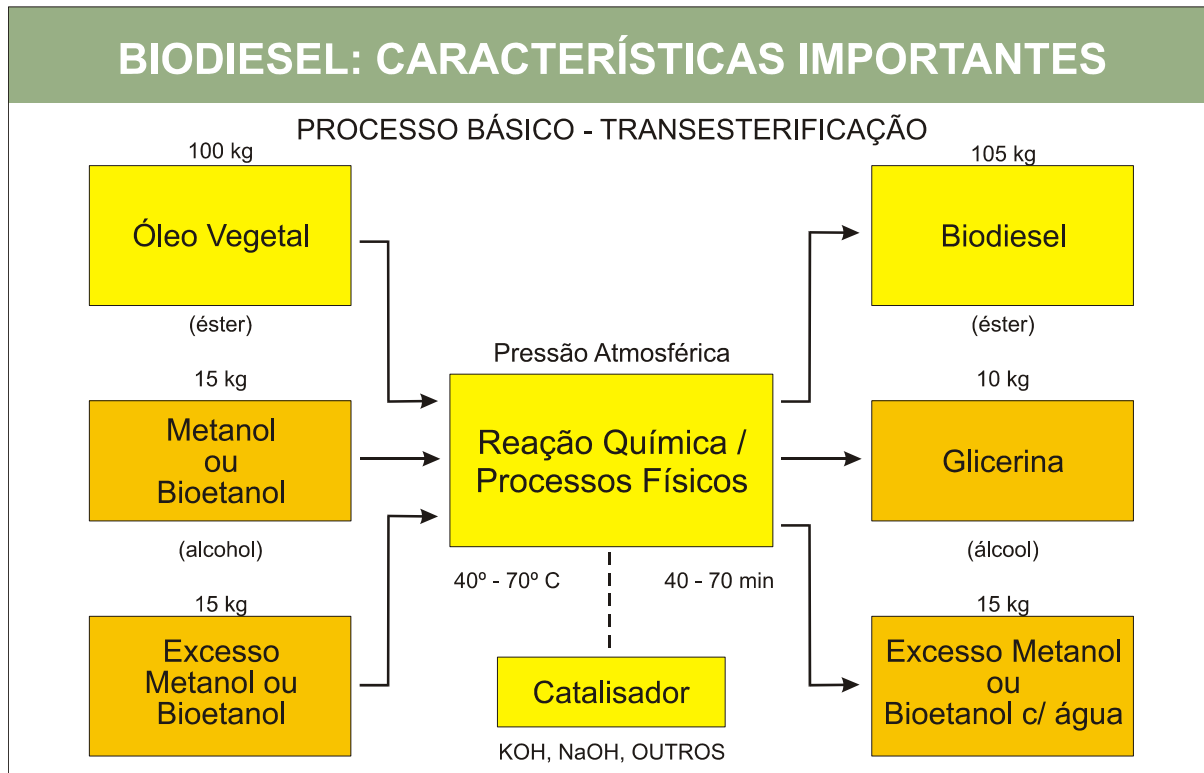 BIODIESEL: CARACTERÍSTICAS IMPORTANTES
PROCESSO BÁSICO - TRANSESTERIFICAÇÃO
100 kg
Óleo Vegetal
(éster)
15 kg
Metanol
ou
Bioetanol
(alcohol)
15 kg
Excesso
Metanol ou
Bioetanol
Pressão Atmosférica
Reação Química /
Processos Físicos
40º - 70º C
40 - 70 min
Catalisador
KOH, NaOH, OUTROS
105 kg
Biodiesel
(éster)
10 kg
Glicerina
(álcool)
15 kg
Excesso Metanol
ou
Bioetanol c/ água